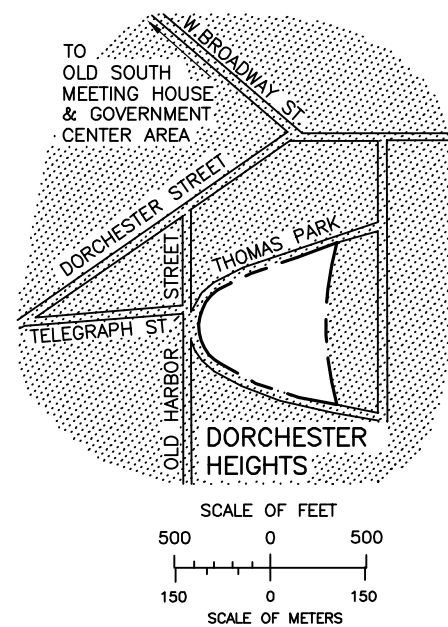 W. BROADWAY ST.
TO
OLD SOUTH
MEETING HOUSE
& GOVERNMENT
CENTER AREA
DORCHESTER STREET
THOMAS PARK
TELEGRAPH ST.
OLD HARBOR STREET
DORCHESTER
HEIGHTS
SCALE OF FEET
500 0 500
150 0 150
SCALE OF METERS